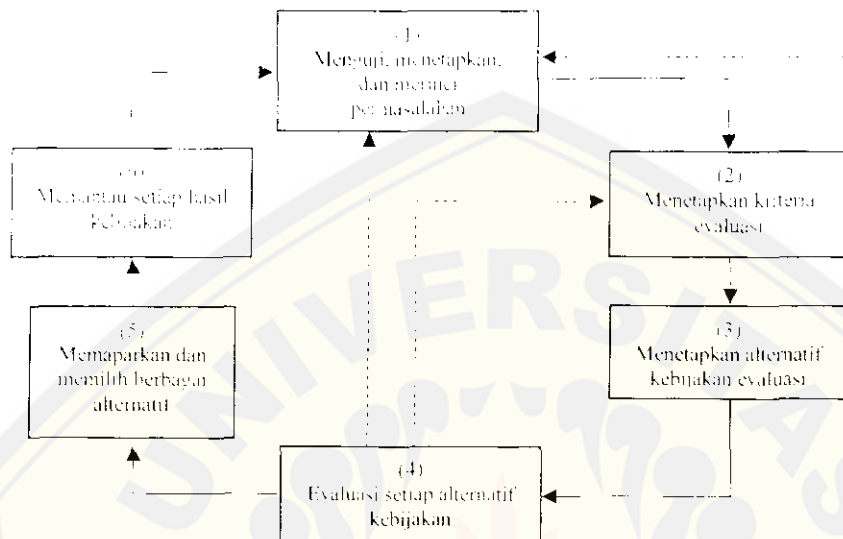 (1)
Menguji, menetapkan,
dan merinci
permasalahan
(2)
Menetapkan kriteria
evaluasi
(3)
Menetapkan alternatif
kebijakan evaluasi
(4)
Evaluasi setiap alternatif
kebijakan
(5)
Memaparkan dan
memilih berbagai
alternatif
Memantau setiap hasil
kebijakan
UNIVERSITAS